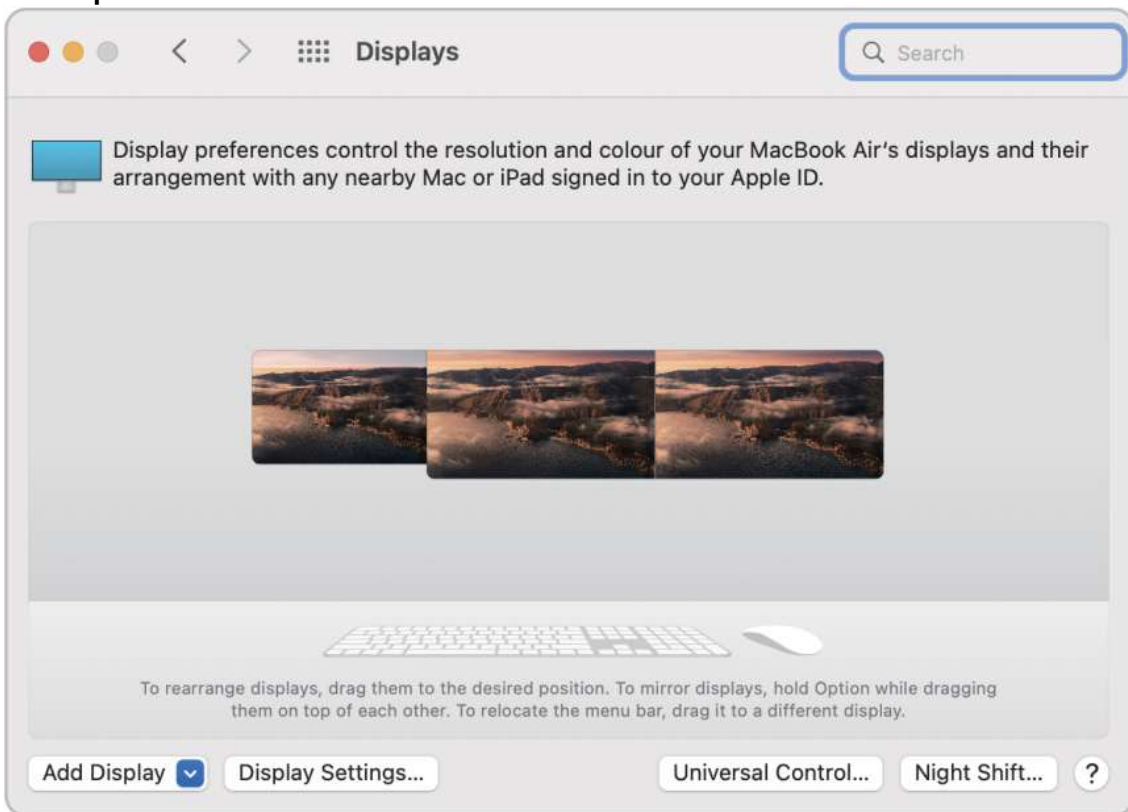 Displays
Search
Display preferences control the resolution and colour of your MacBook Air's displays and their
arrangement with any nearby Mac or iPad signed in to your Apple ID.
To rearrange displays, drag them to the desired position. To mirror displays, hold Option while dragging
them on top of each other. To relocate the menu bar, drag it to a different display.
Add Display
Display Settings...
Universal Control...
Night Shift...
?